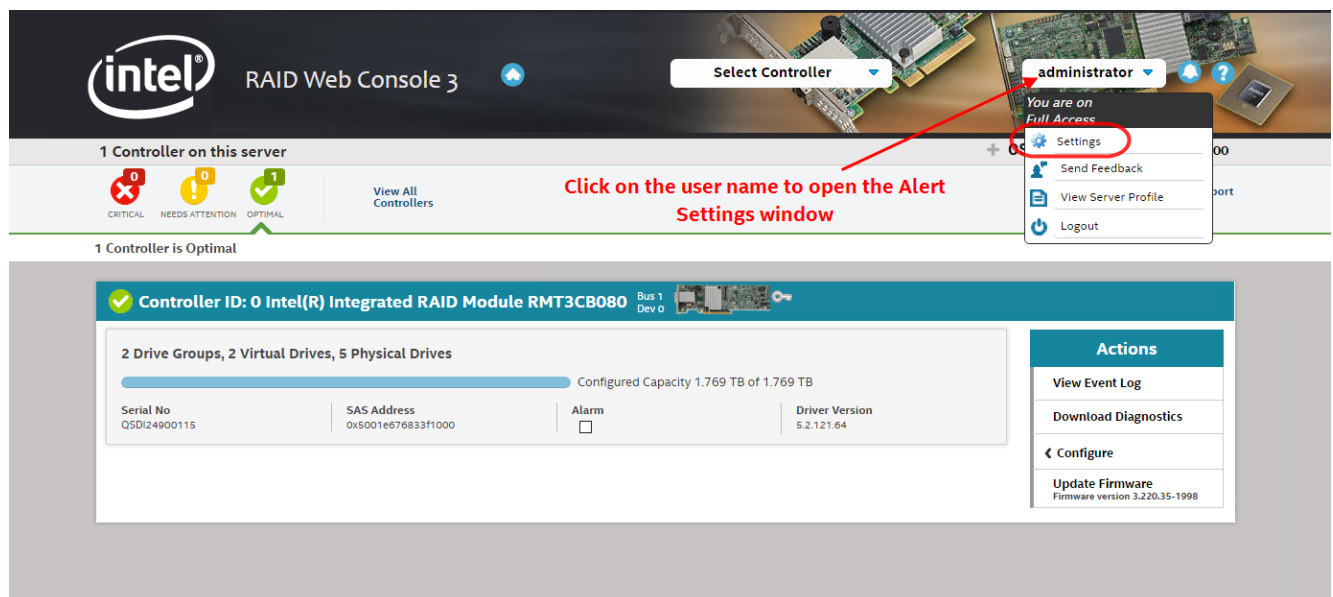 intel®
RAID Web Console 3
Select Controller
administrator
?
You are on
Full Access
Settings
Send Feedback
View Server Profile
Logout
1 Controller on this server
+ OS
00
0
CRITICAL
0
NEEDS ATTENTION
1
OPTIMAL
View All
Controllers
Click on the user name to open the Alert
Settings window
port
1 Controller is Optimal
Controller ID: 0 Intel(R) Integrated RAID Module RMT3CB080
Bus 1
Dev 0
2 Drive Groups, 2 Virtual Drives, 5 Physical Drives
Configured Capacity 1.769 TB of 1.769 TB
Serial No
QSDI24900115
SAS Address
0x5001e676833f1000
Alarm
Driver Version
5.2.121.64
Actions
View Event Log
Download Diagnostics
Configure
Update Firmware
Firmware version 3.220.35-1998